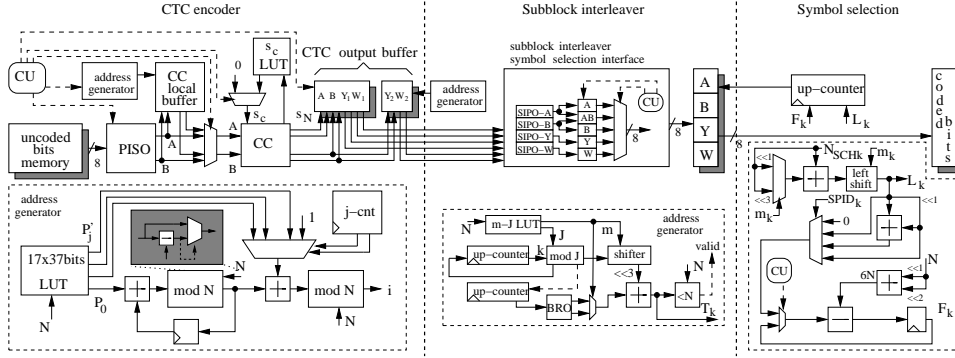 CTC encoder
Subblock interleaver
Symbol selection
CU
address
generator
CC
local
buffer
0
s_c
LUT
s_c
CTC output buffer
s_N
A B Y_1 W_1
Y_2 W_2
address
generator
uncoded
bits
memory
8
PISO
A
B
A
B
CC
subblock interleaver
symbol selection interface
SIPO-A
SIPO-B
SIPO-Y
SIPO-W
A
AB
B
Y
W
CU
8
8
A
B
Y
W
8
up-counter
F_k
L_k
coded
bits
address
generator
P'_j
17x37bits
LUT
N
P_0
+
-
mod N
N
1
j-cnt
+
mod N
N
i
N
m-J LUT
J
m
address
generator
up-counter
k
mod J
shifter
<<3
up-counter
BRO
+
N
<N
valid
T_k
<<1
<<3
m_k
N_SCHk
m_k
+
left
shift
L_k
<<1
SPID_k
0
+
CU
6N
+
N
<<1
<<2
-
F_k